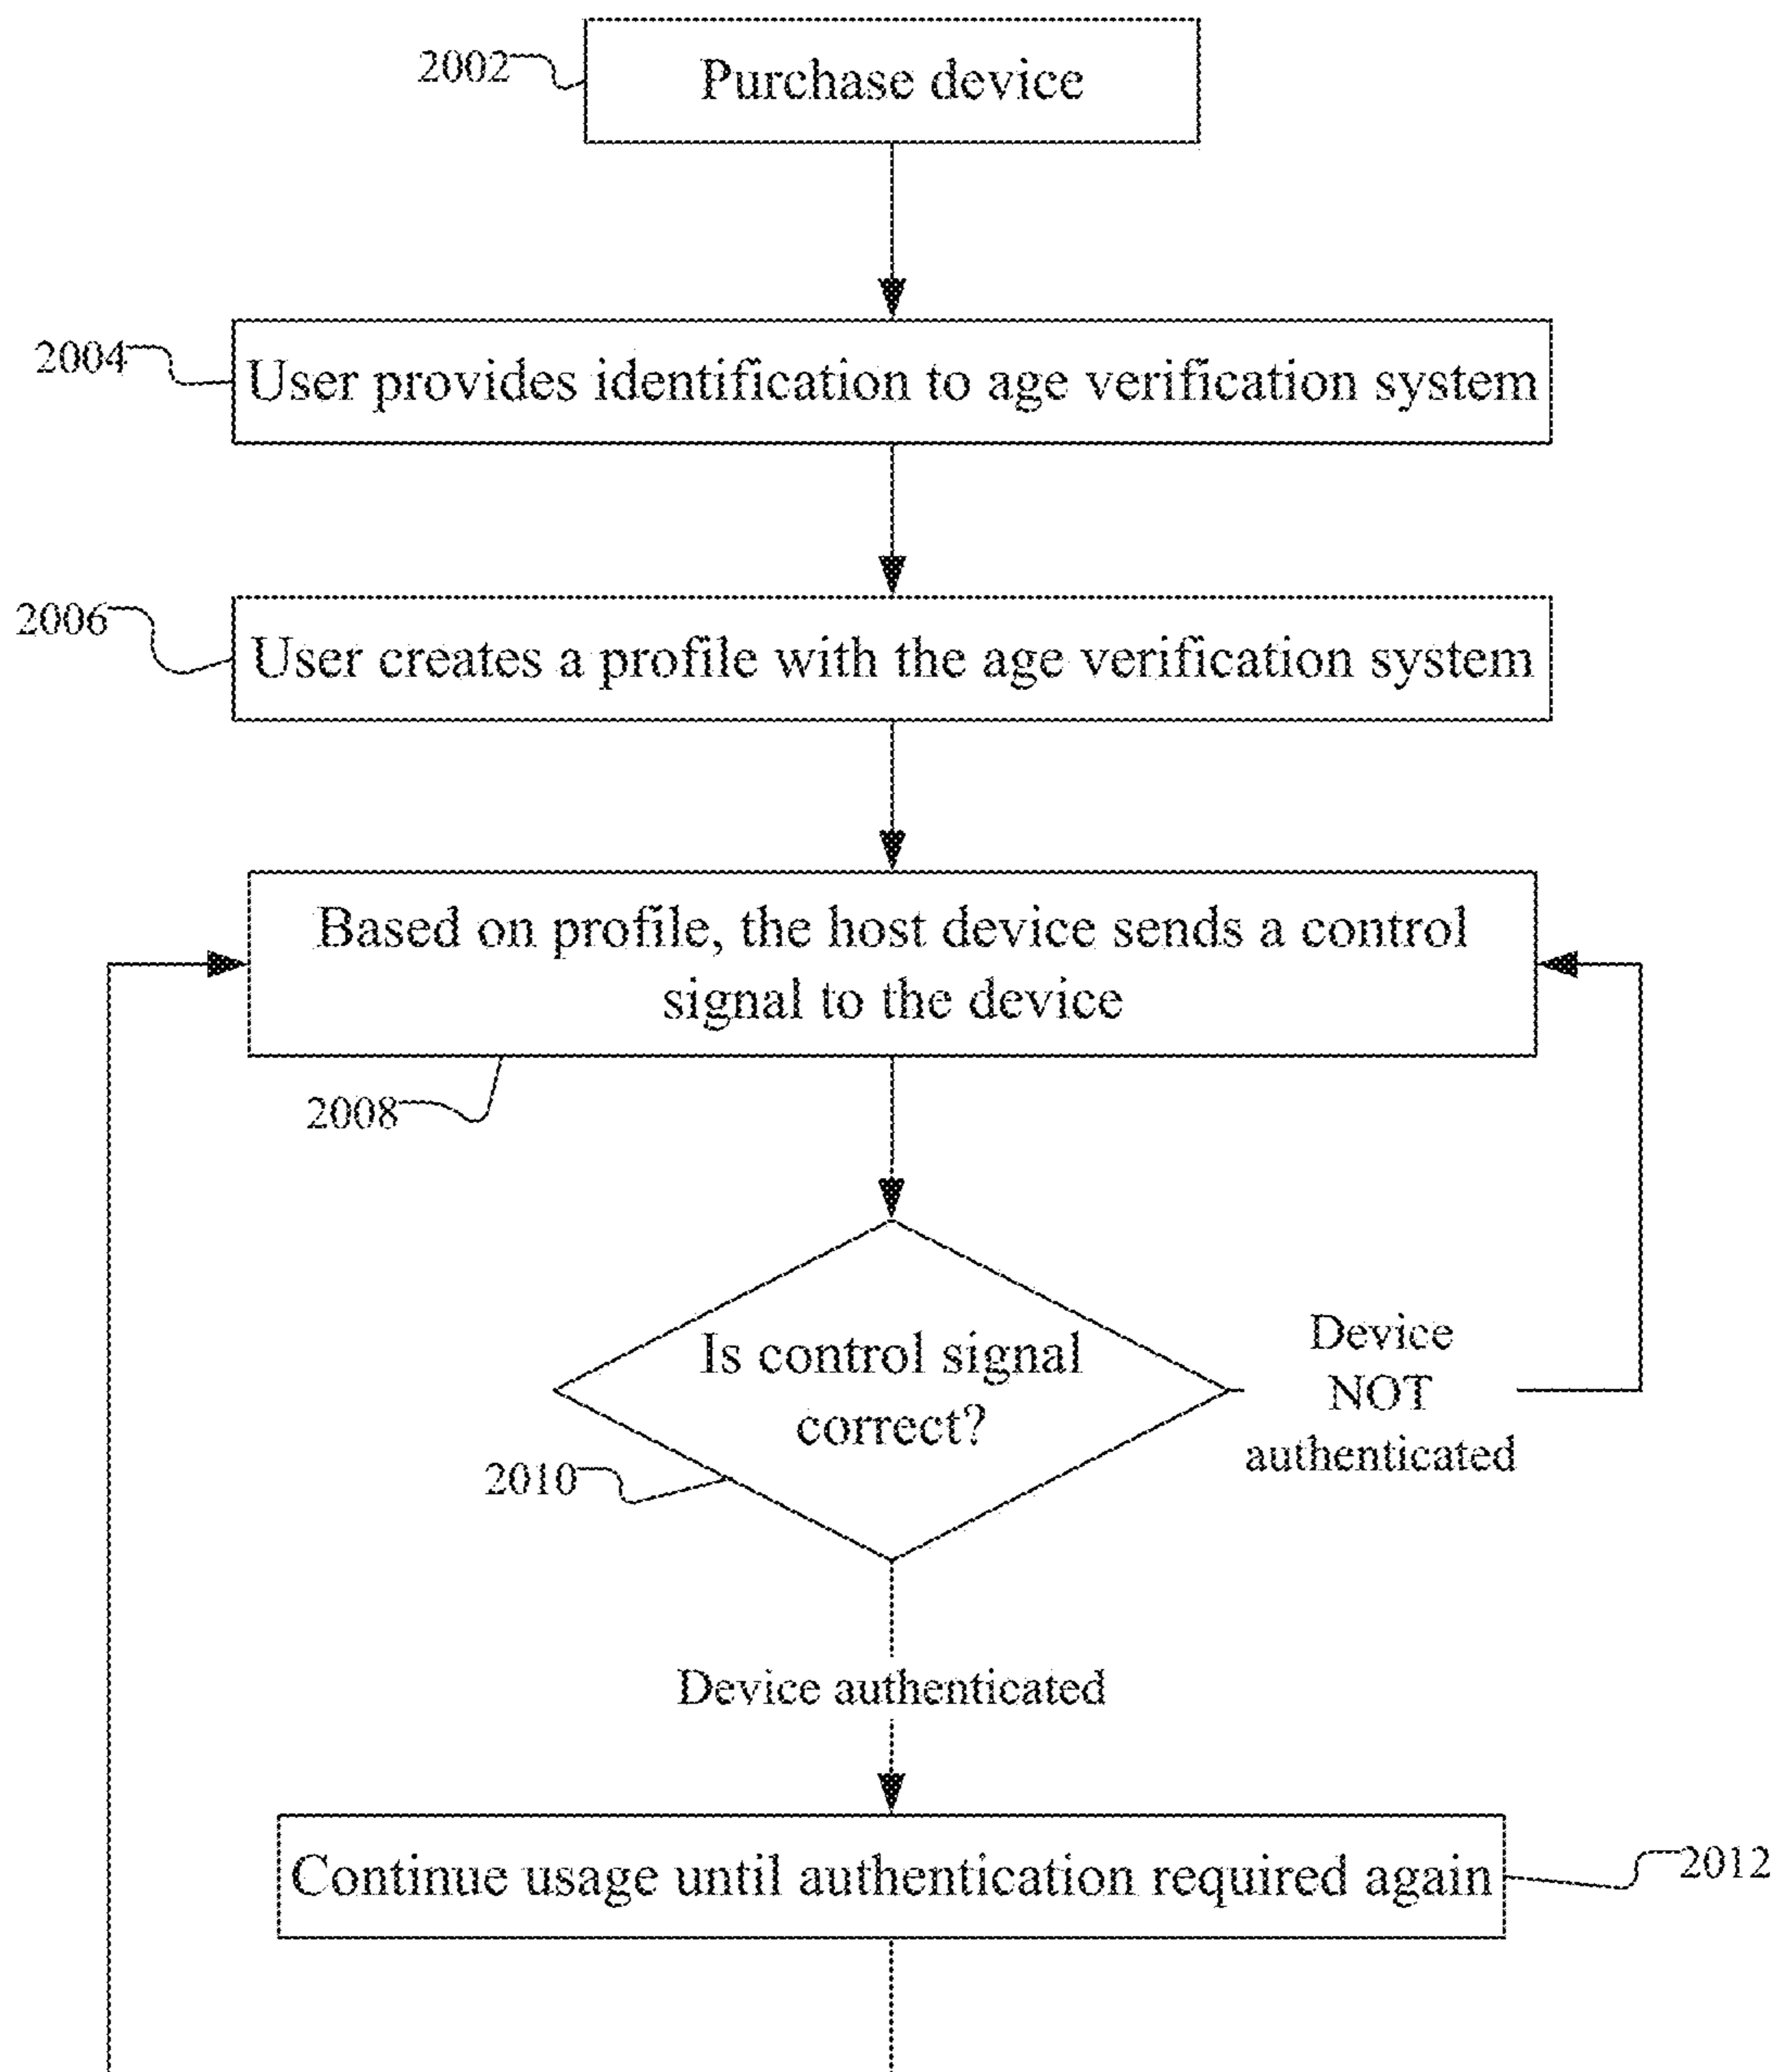 2002
Purchase device
2004
User provides identification to age verification system
2006
User creates a profile with the age verification system
Based on profile, the host device sends a control
signal to the device
2008
Is control signal
correct?
Device
NOT
authenticated
2010
Device authenticated
Continue usage until authentication required again
2012